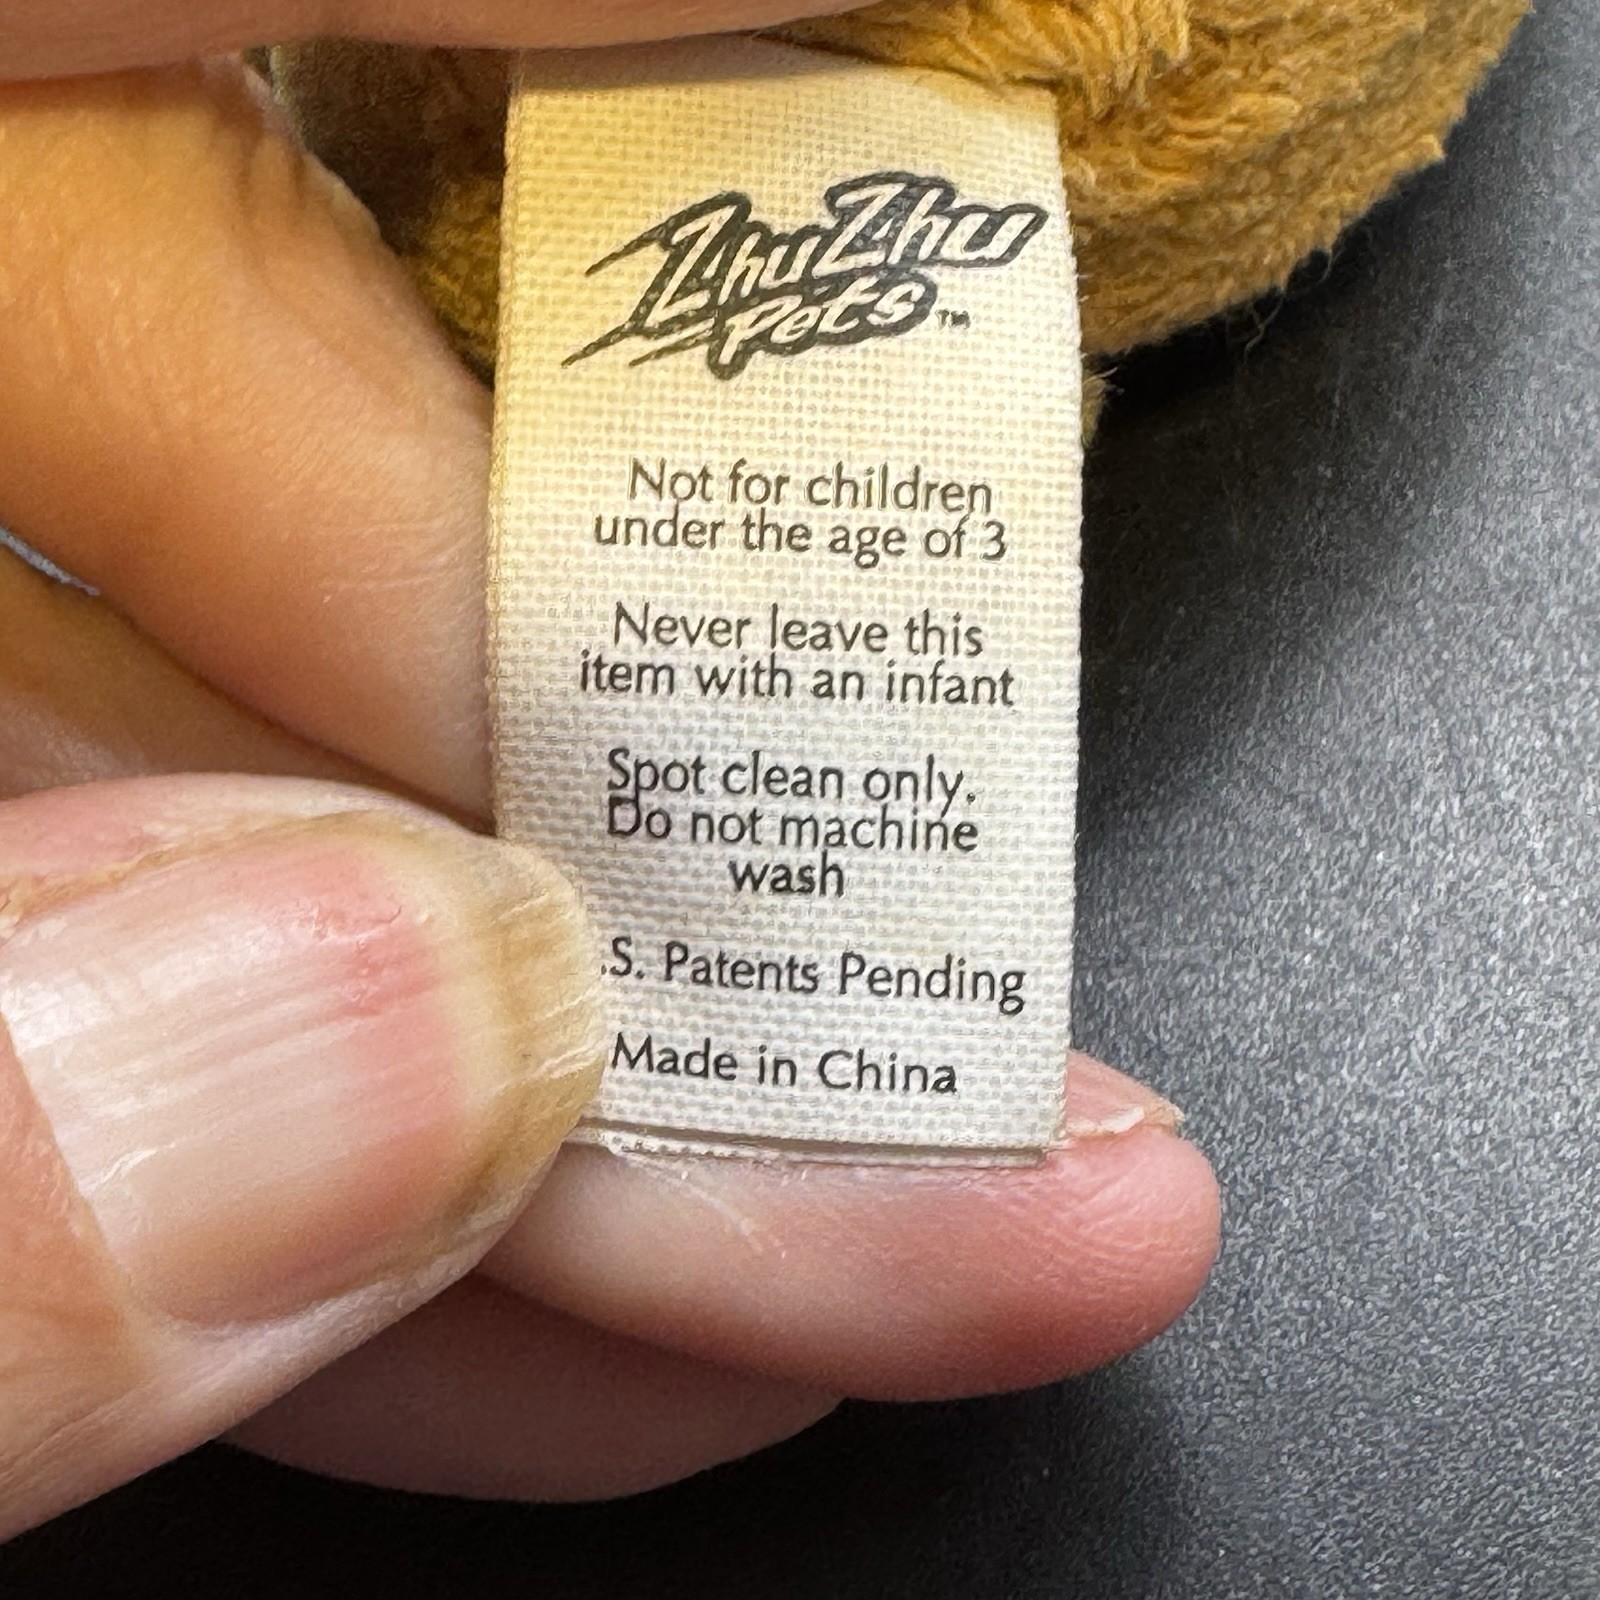 ZhuZhu
Pets™
Not for children
under the age of 3
Never leave this
item with an infant
Spot clean only.
Do not machine
wash
.S. Patents Pending
Made in China